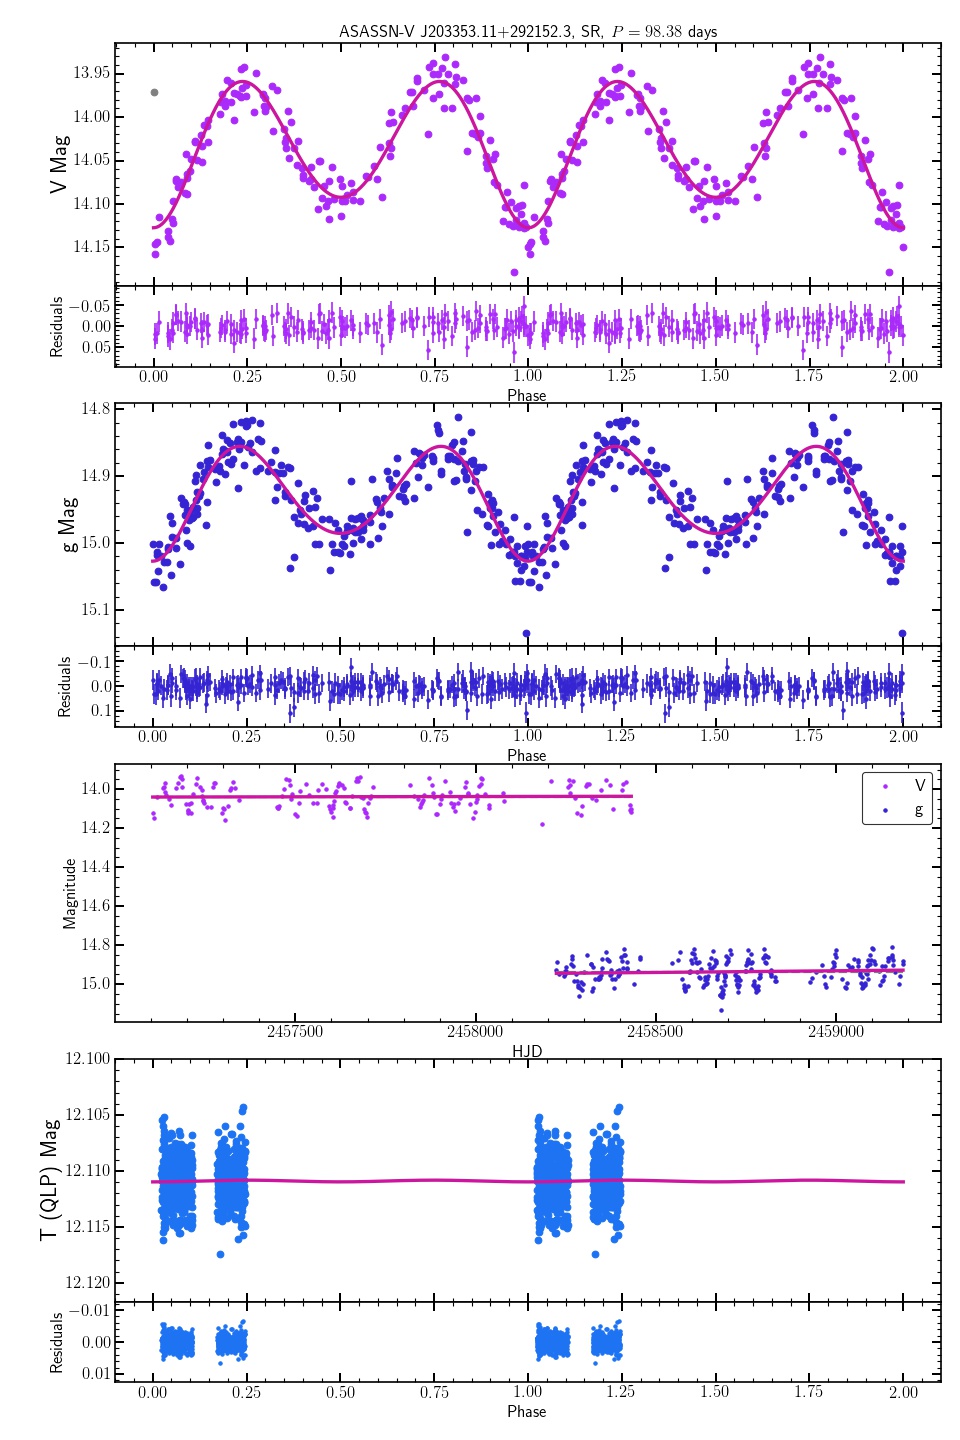 ASASSN-V J203353.11+292152.3, SR, P = 98.38 days
13.95
14.00
14.05
14.10
14.15
V Mag
−0.05
0.00
0.05
Residuals
0.00 0.25 0.50 0.75 1.00 1.25 1.50 1.75 2.00
Phase
14.8
14.9
15.0
15.1
g Mag
−0.1
0.0
0.1
Residuals
0.00 0.25 0.50 0.75 1.00 1.25 1.50 1.75 2.00
Phase
14.0
14.2
14.4
14.6
14.8
15.0
Magnitude
V
g
2457500 2458000 2458500 2459000
HJD
12.100
12.105
12.110
12.115
12.120
T (QLP) Mag
−0.01
0.00
0.01
Residuals
0.00 0.25 0.50 0.75 1.00 1.25 1.50 1.75 2.00
Phase